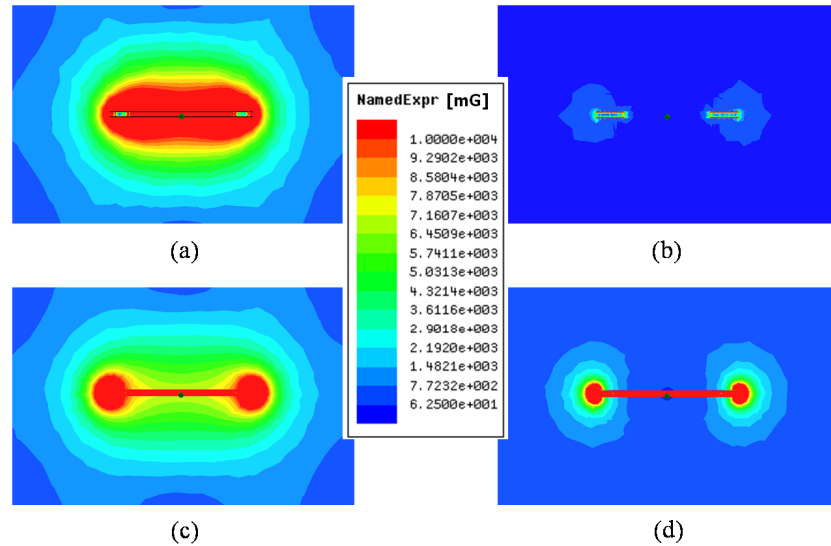 NamedExpr [mG]
1.0000e+004
9.2902e+003
8.5804e+003
7.8705e+003
7.1607e+003
6.4509e+003
5.7411e+003
5.0313e+003
4.3214e+003
3.6116e+003
2.9018e+003
2.1920e+003
1.4821e+003
7.7232e+002
6.2500e+001
(a)
(b)
(c)
(d)